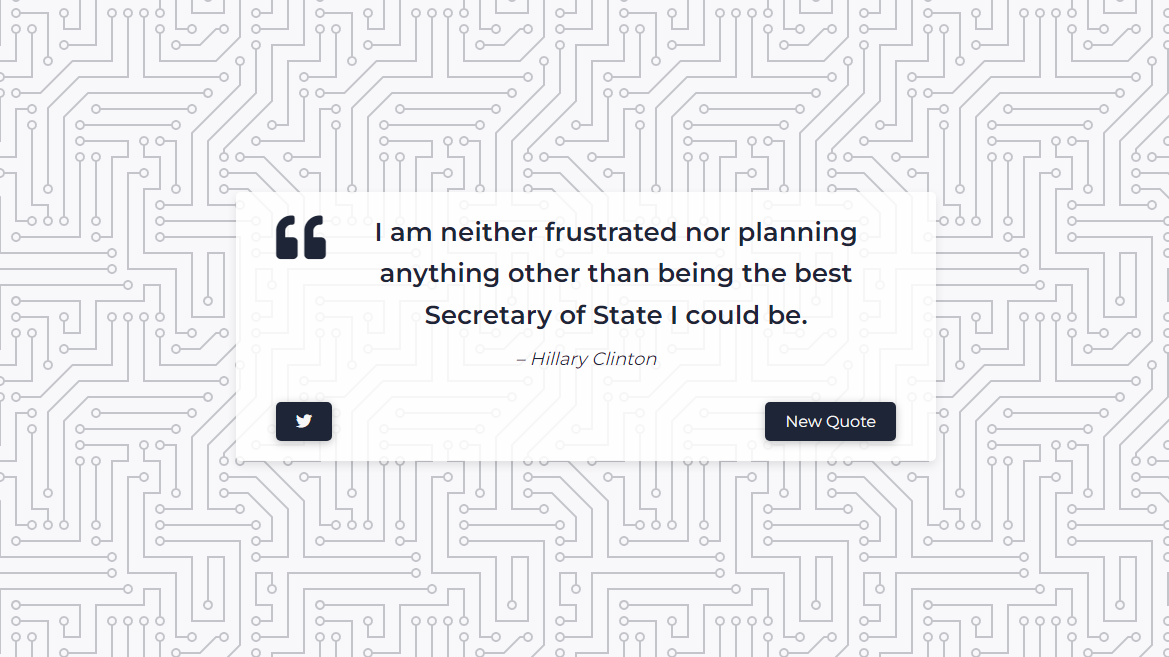 I am neither frustrated nor planning
anything other than being the best
Secretary of State I could be.
– Hillary Clinton
New Quote